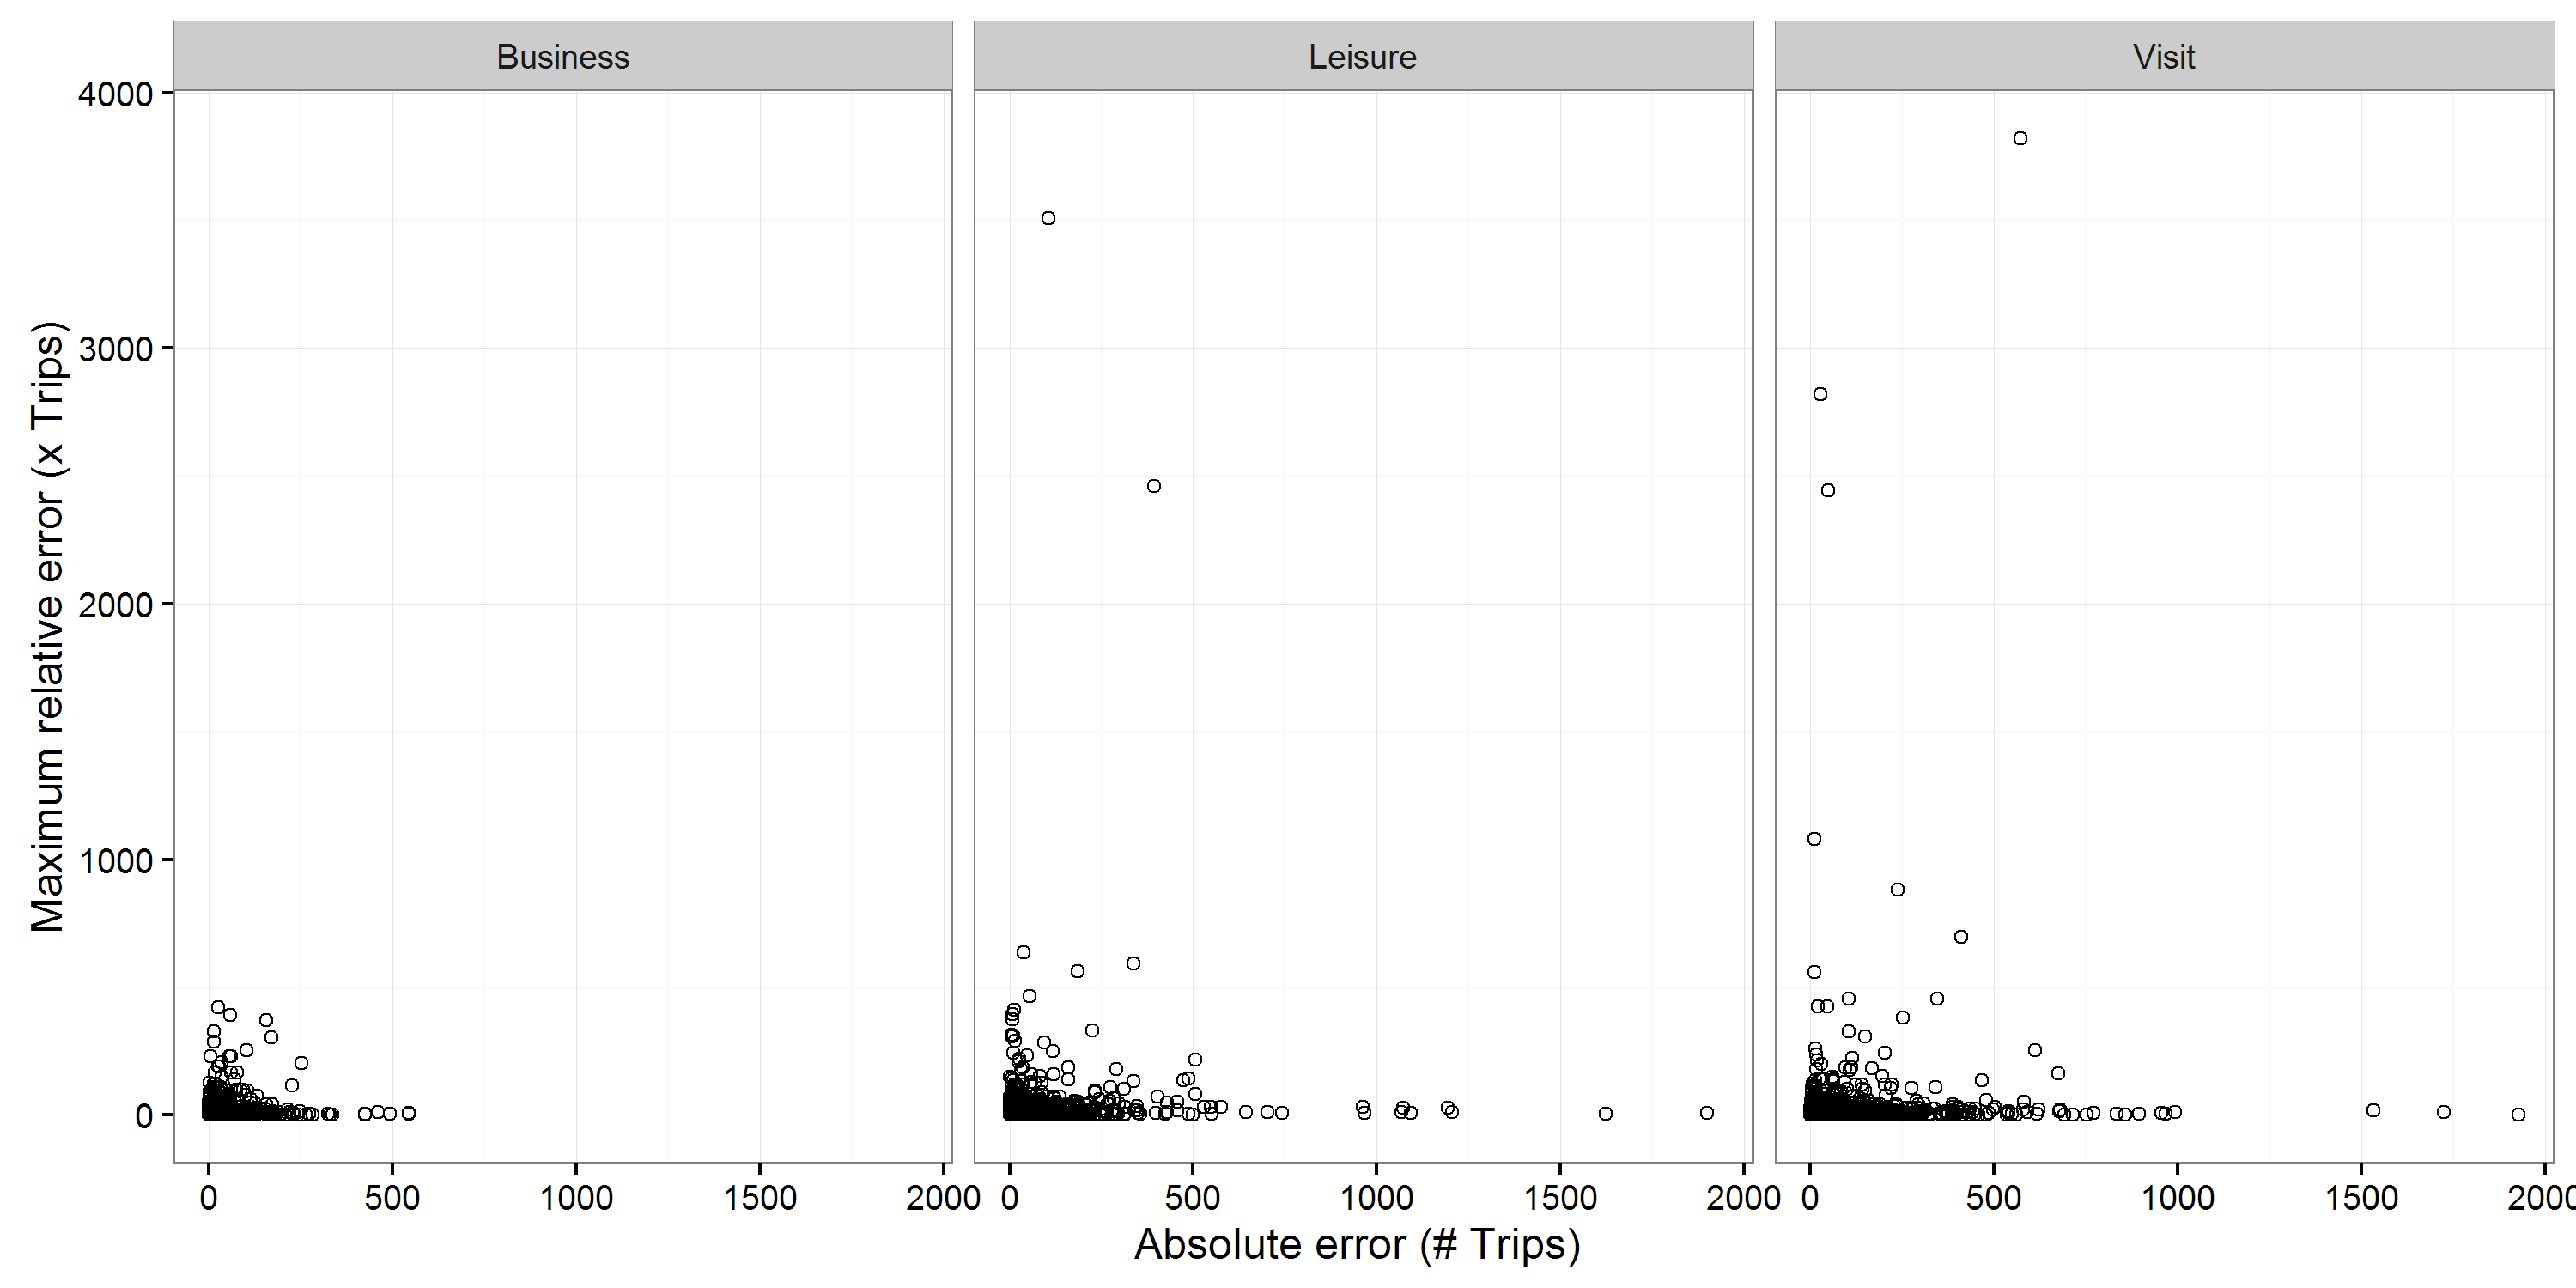 Business
Leisure
Visit
Maximum relative error (x Trips)
4000
3000
2000
1000
0
0 500 1000 1500 2000
0 500 1000 1500 2000
0 500 1000 1500 2000
Absolute error (# Trips)